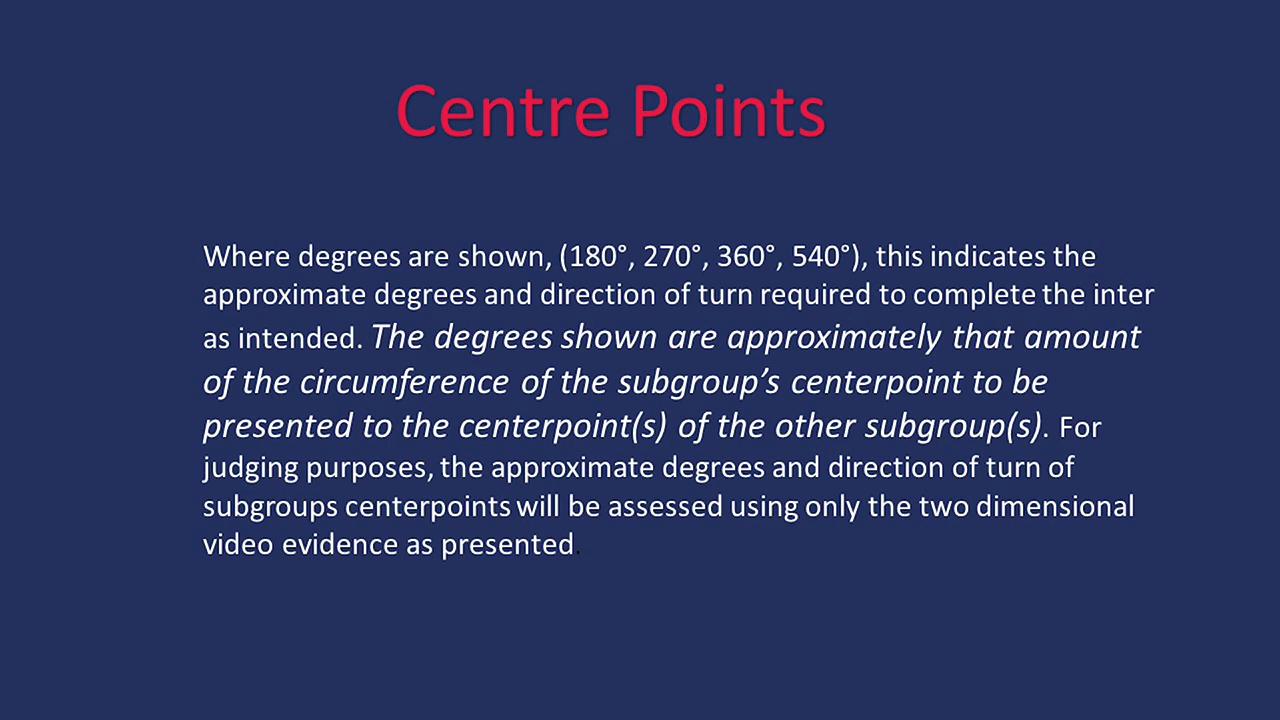 Centre Points
Where degrees are shown, (180°, 270°, 360°, 540°), this indicates the
approximate degrees and direction of turn required to complete the inter
as intended. The degrees shown are approximately that amount
of the circumference of the subgroup’s centerpoint to be
presented to the centerpoint(s) of the other subgroup(s). For
judging purposes, the approximate degrees and direction of turn of
subgroups centerpoints will be assessed using only the two dimensional
video evidence as presented.